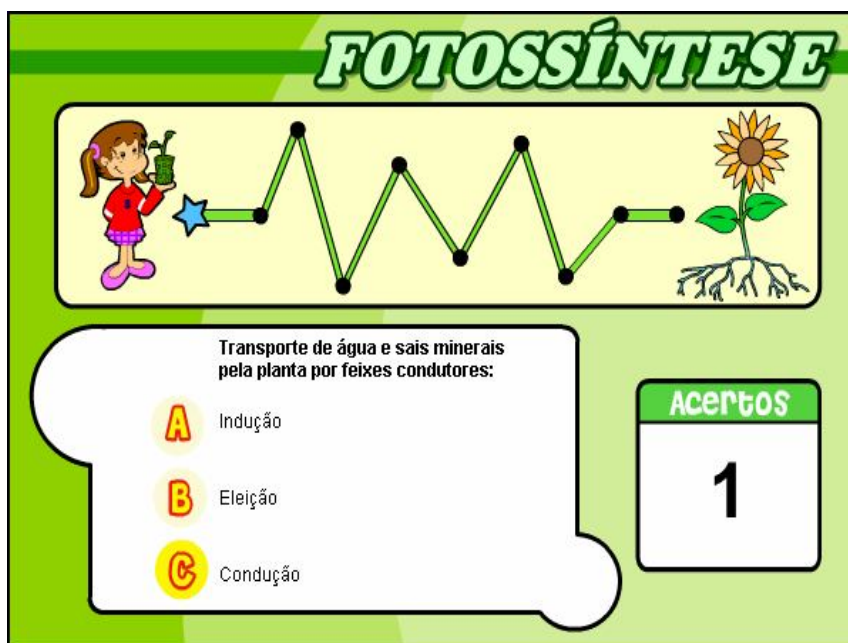 FOTOSSÍNTESE
Transporte de água e sais minerais
pela planta por feixes condutores:
A Indução
B Eleição
C Condução
Acertos
1